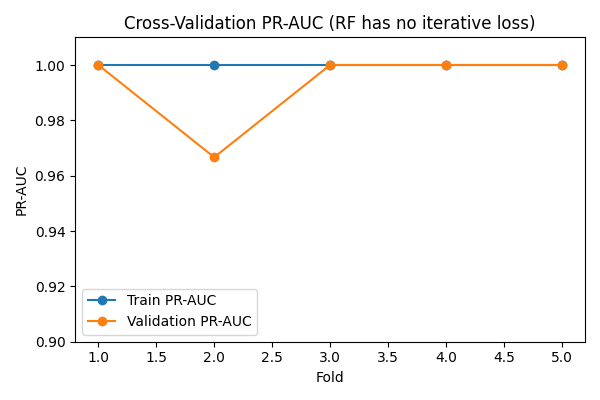 Cross-Validation PR-AUC (RF has no iterative loss)
1.00
0.98
0.96
0.94
0.92
0.90
PR-AUC
Train PR-AUC
Validation PR-AUC
1.0 1.5 2.0 2.5 3.0 3.5 4.0 4.5 5.0
Fold